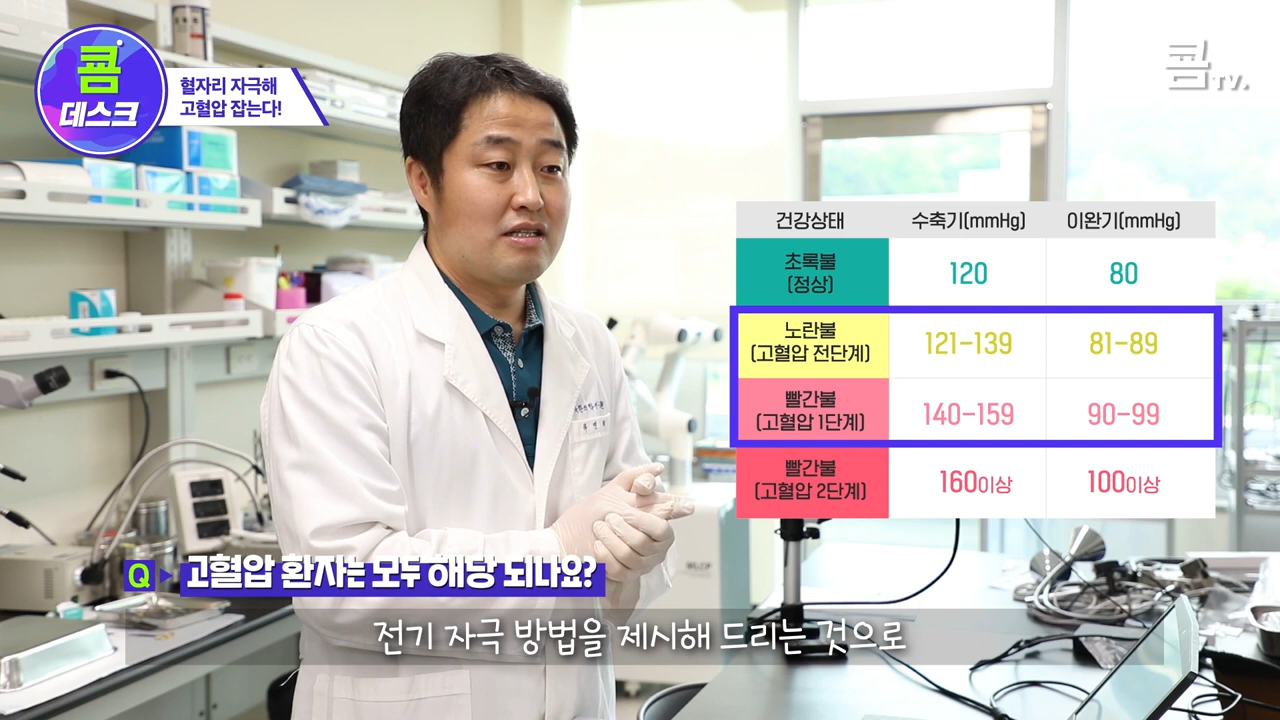 콤
데스크
혈자리 자극해
고혈압 잡는다!
콤TV.
건강상태 수축기(mmHg) 이완기(mmHg)
초록불
(정상) 120 80
노란불
(고혈압 전단계) 121-139 81-89
빨간불
(고혈압 1단계) 140-159 90-99
빨간불
(고혈압 2단계) 160이상 100이상
Q 고혈압 환자는 모두 해당 되나요?
전기 자극 방법을 제시해 드리는 것으로